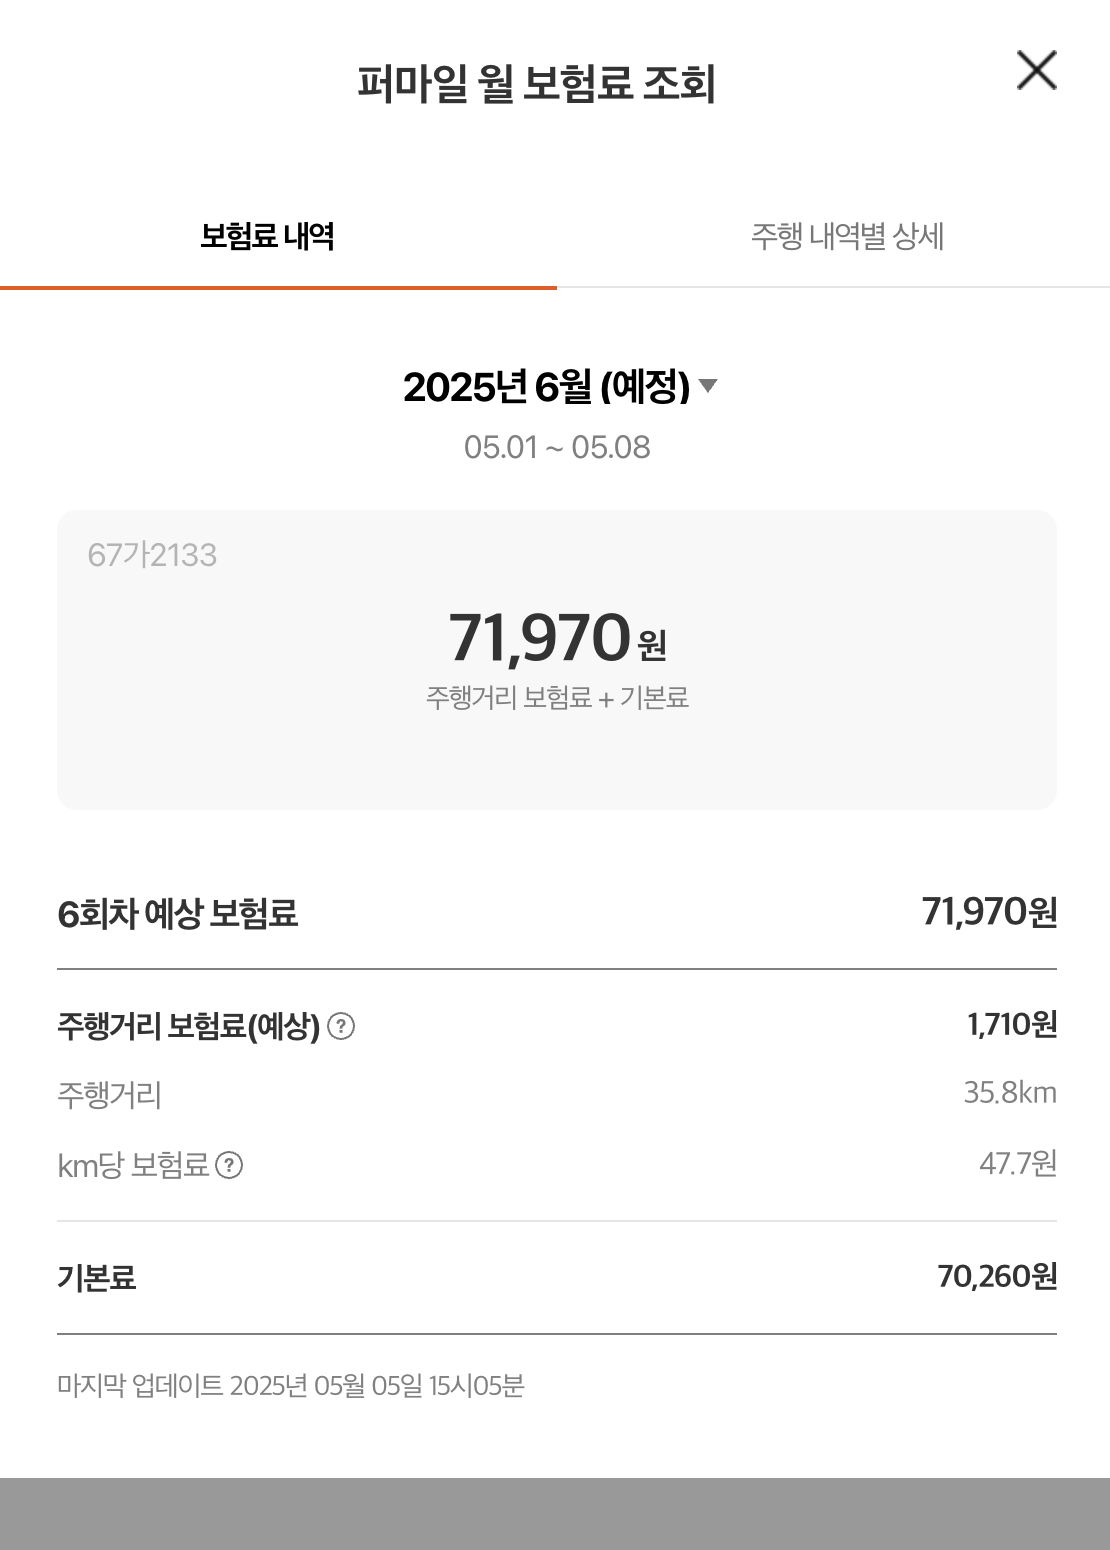 퍼마일 월 보험료 조회
보험료 내역
주행 내역별 상세
2025년 6월 (예정)
05.01 ~ 05.08
67가2133
71,970 원
주행거리 보험료 + 기본료
6회차 예상 보험료 71,970원
주행거리 보험료(예상) ? 1,710원
주행거리 35.8km
km당 보험료 ? 47.7원
기본료 70,260원
마지막 업데이트 2025년 05월 05일 15시05분